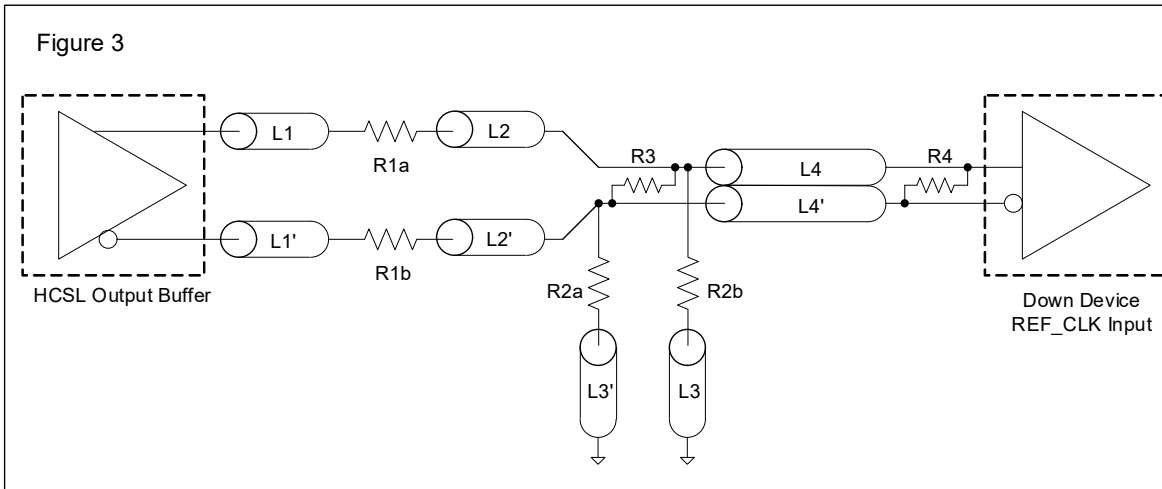 Figure 3
L1
R1a
L2
R3
L4
R4
L4'
L1'
R1b
L2'
HCSL Output Buffer
R2a
R2b
Down Device
REF_CLK Input
L3'
L3